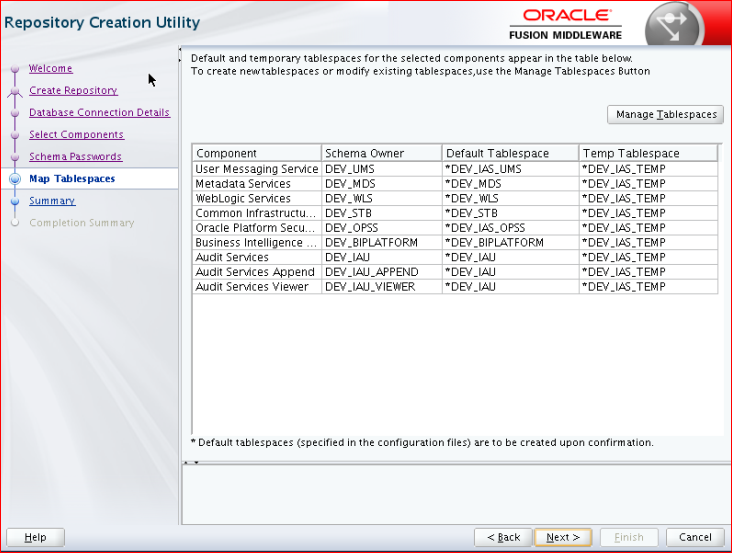 Repository Creation Utility
ORACLE
FUSION MIDDLEWARE
Welcome
Create Repository
Database Connection Details
Select Components
Schema Passwords
Map Tablespaces
Summary
Completion Summary
Default and temporary tablespaces for the selected components appear in the table below.
To create newtablespaces or modify existing tablespaces,use the Manage Tablespaces Button
Manage Tablespaces
Component Schema Owner Default Tablespace Temp Tablespace
User Messaging Service DEV_UMS *DEV_IAS_UMS *DEV_IAS_TEMP
Metadata Services DEV_MDS *DEV_MDS *DEV_IAS_TEMP
WebLogic Services DEV_WLS *DEV_WLS *DEV_IAS_TEMP
Common Infrastructu... DEV_STB *DEV_STB *DEV_IAS_TEMP
Oracle Platform Secu... DEV_OPSS *DEV_IAS_OPSS *DEV_IAS_TEMP
Business Intelligence ... DEV_BIPLATFORM *DEV_BIPLATFORM *DEV_IAS_TEMP
Audit Services DEV_IAU *DEV_IAU *DEV_IAS_TEMP
Audit Services Append DEV_IAU_APPEND *DEV_IAU *DEV_IAS_TEMP
Audit Services Viewer DEV_IAU_VIEWER *DEV_IAU *DEV_IAS_TEMP
* Default tablespaces (specified in the configuration files) are to be created upon confirmation.
Help < Back Next > Finish Cancel